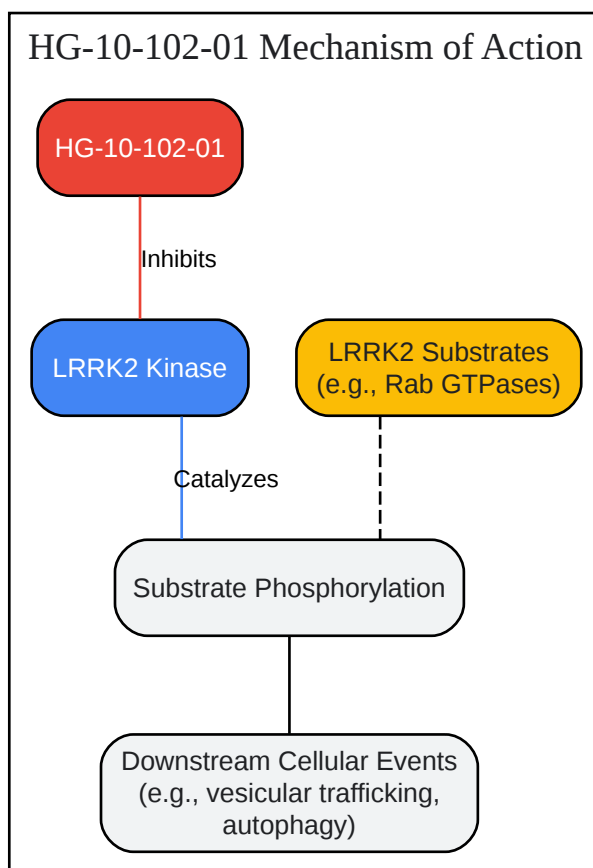 HG-10-102-01 Mechanism of Action
HG-10-102-01
Inhibits
LRRK2 Kinase
LRRK2 Substrates
(e.g., Rab GTPases)
Catalyzes
Substrate Phosphorylation
Downstream Cellular Events
(e.g., vesicular trafficking,
autophagy)